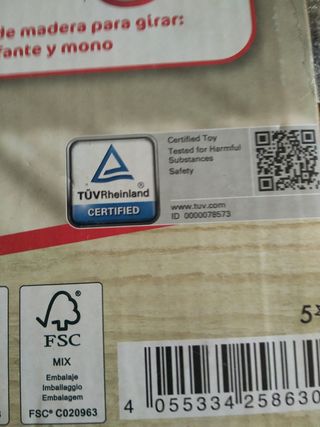 de madera para girar:
fante y mono
TÜVRheinland
®
CERTIFIED
Certified Toy
Tested for Harmful
Substances
Safety
www.tuv.com
ID 0000078573
FSC
MIX
Embalaje
Imballaggio
Embalagem
FSC® C020963
4 055334 258630